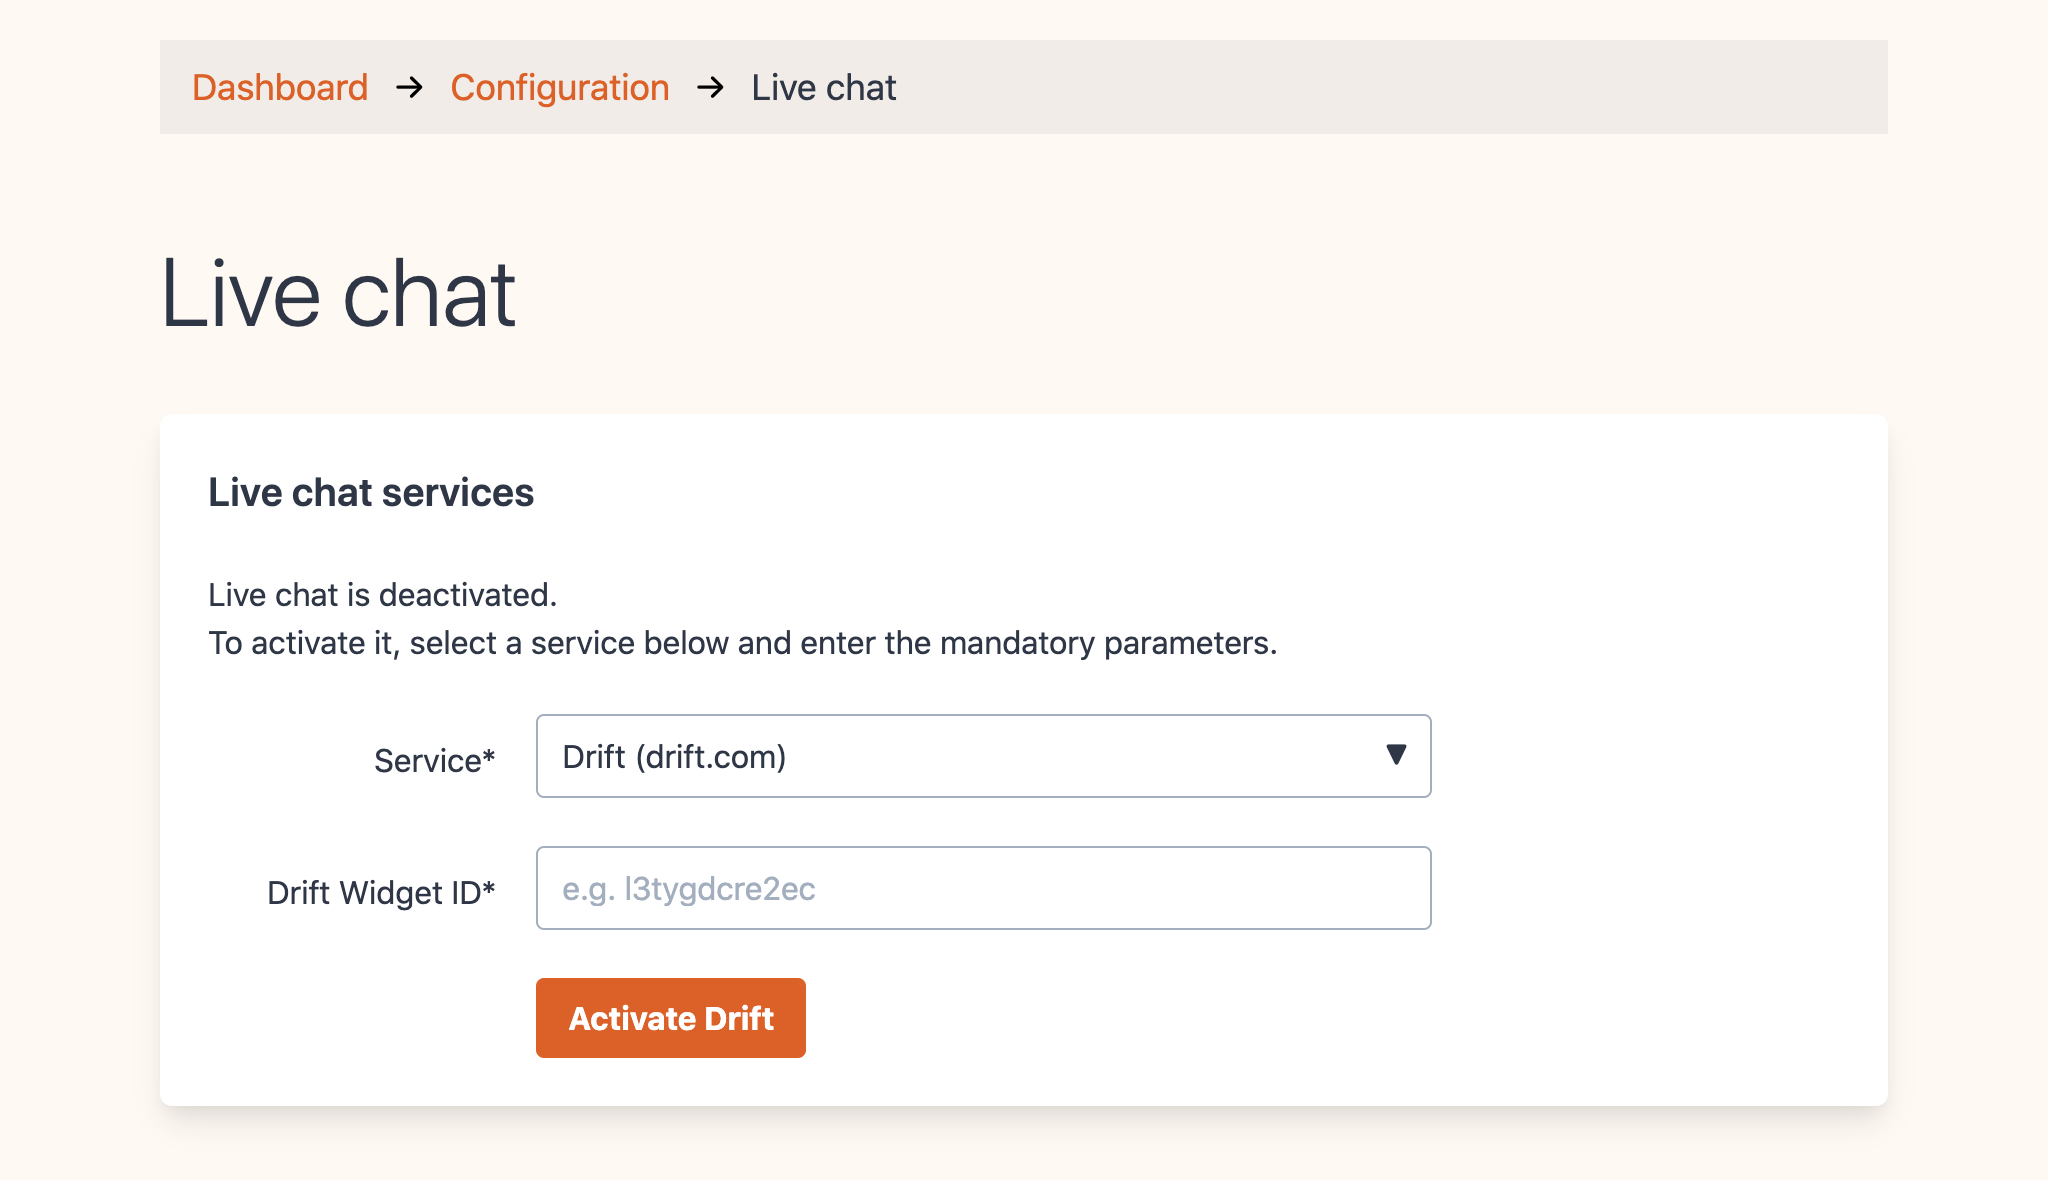 Dashboard → Configuration → Live chat
Live chat
Live chat services
Live chat is deactivated.
To activate it, select a service below and enter the mandatory parameters.
Service* Drift (drift.com)
Drift Widget ID* e.g. l3tygdcre2ec
Activate Drift